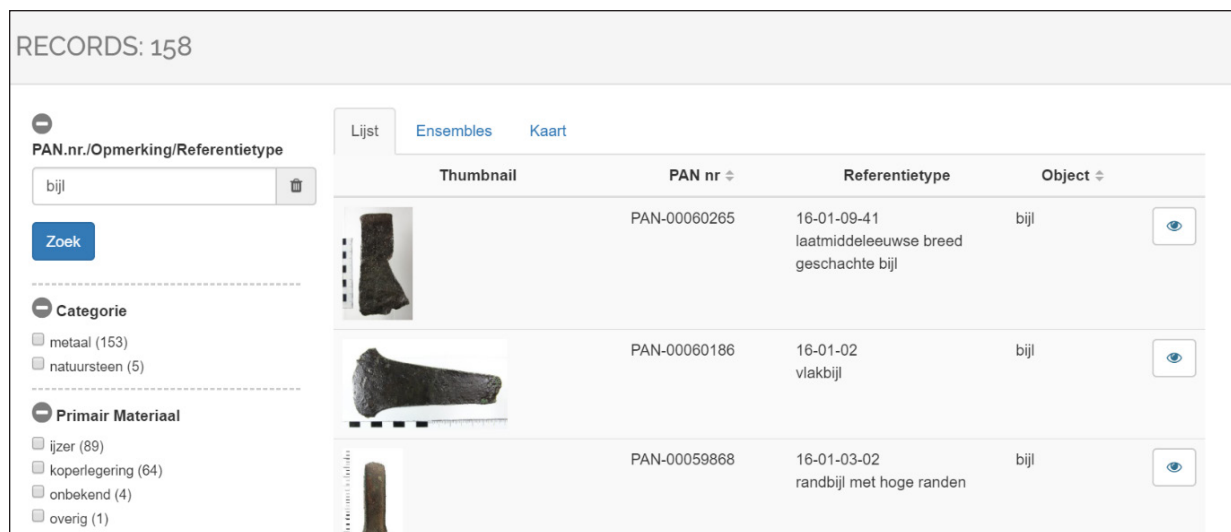 RECORDS: 158
PAN.nr./Opmerking/Referentietype
bijl
Zoek
Categorie
metaal (153)
natuursteen (5)
Primair Materiaal
ijzer (89)
koperlegering (64)
onbekend (4)
overig (1)
Lijst Ensembles Kaart
Thumbnail PAN nr Referentietype Object
PAN-00060265 16-01-09-41 bijl
laatmiddeleeuwse breed
geschachte bijl
PAN-00060186 16-01-02 bijl
vlakbijl
PAN-00059868 16-01-03-02 bijl
randbijl met hoge randen